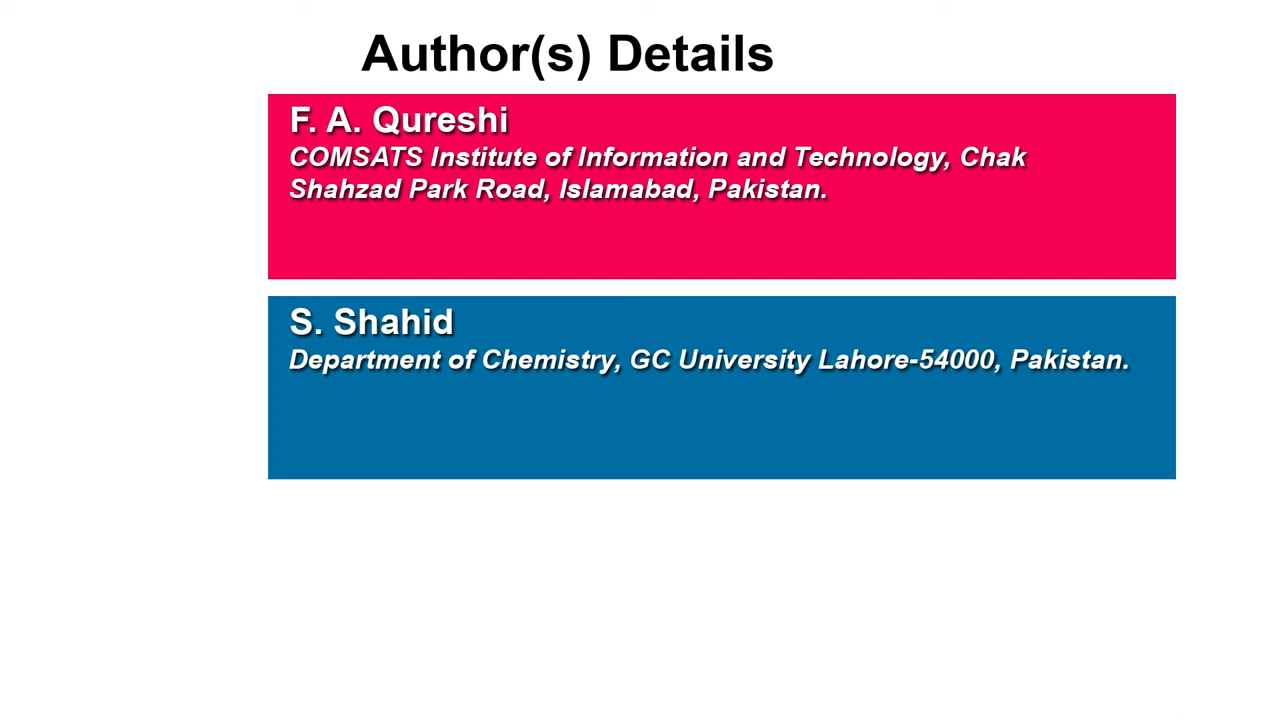 Author(s) Details
F. A. Qureshi
COMSATS Institute of Information and Technology, Chak
Shahzad Park Road, Islamabad, Pakistan.
S. Shahid
Department of Chemistry, GC University Lahore-54000, Pakistan.